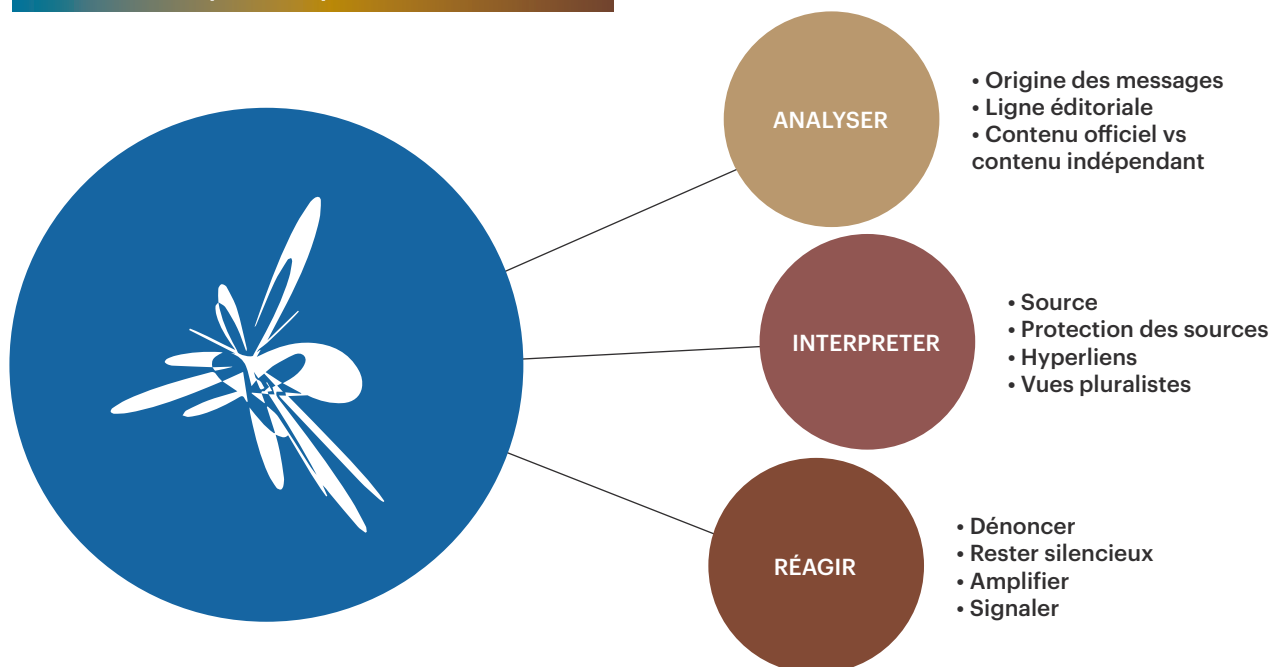 ANALYSER
• Origine des messages
• Ligne éditoriale
• Contenu officiel vs
contenu indépendant
INTERPRETER
• Source
• Protection des sources
• Hyperliens
• Vues pluralistes
RÉAGIR
• Dénoncer
• Rester silencieux
• Amplifier
• Signaler